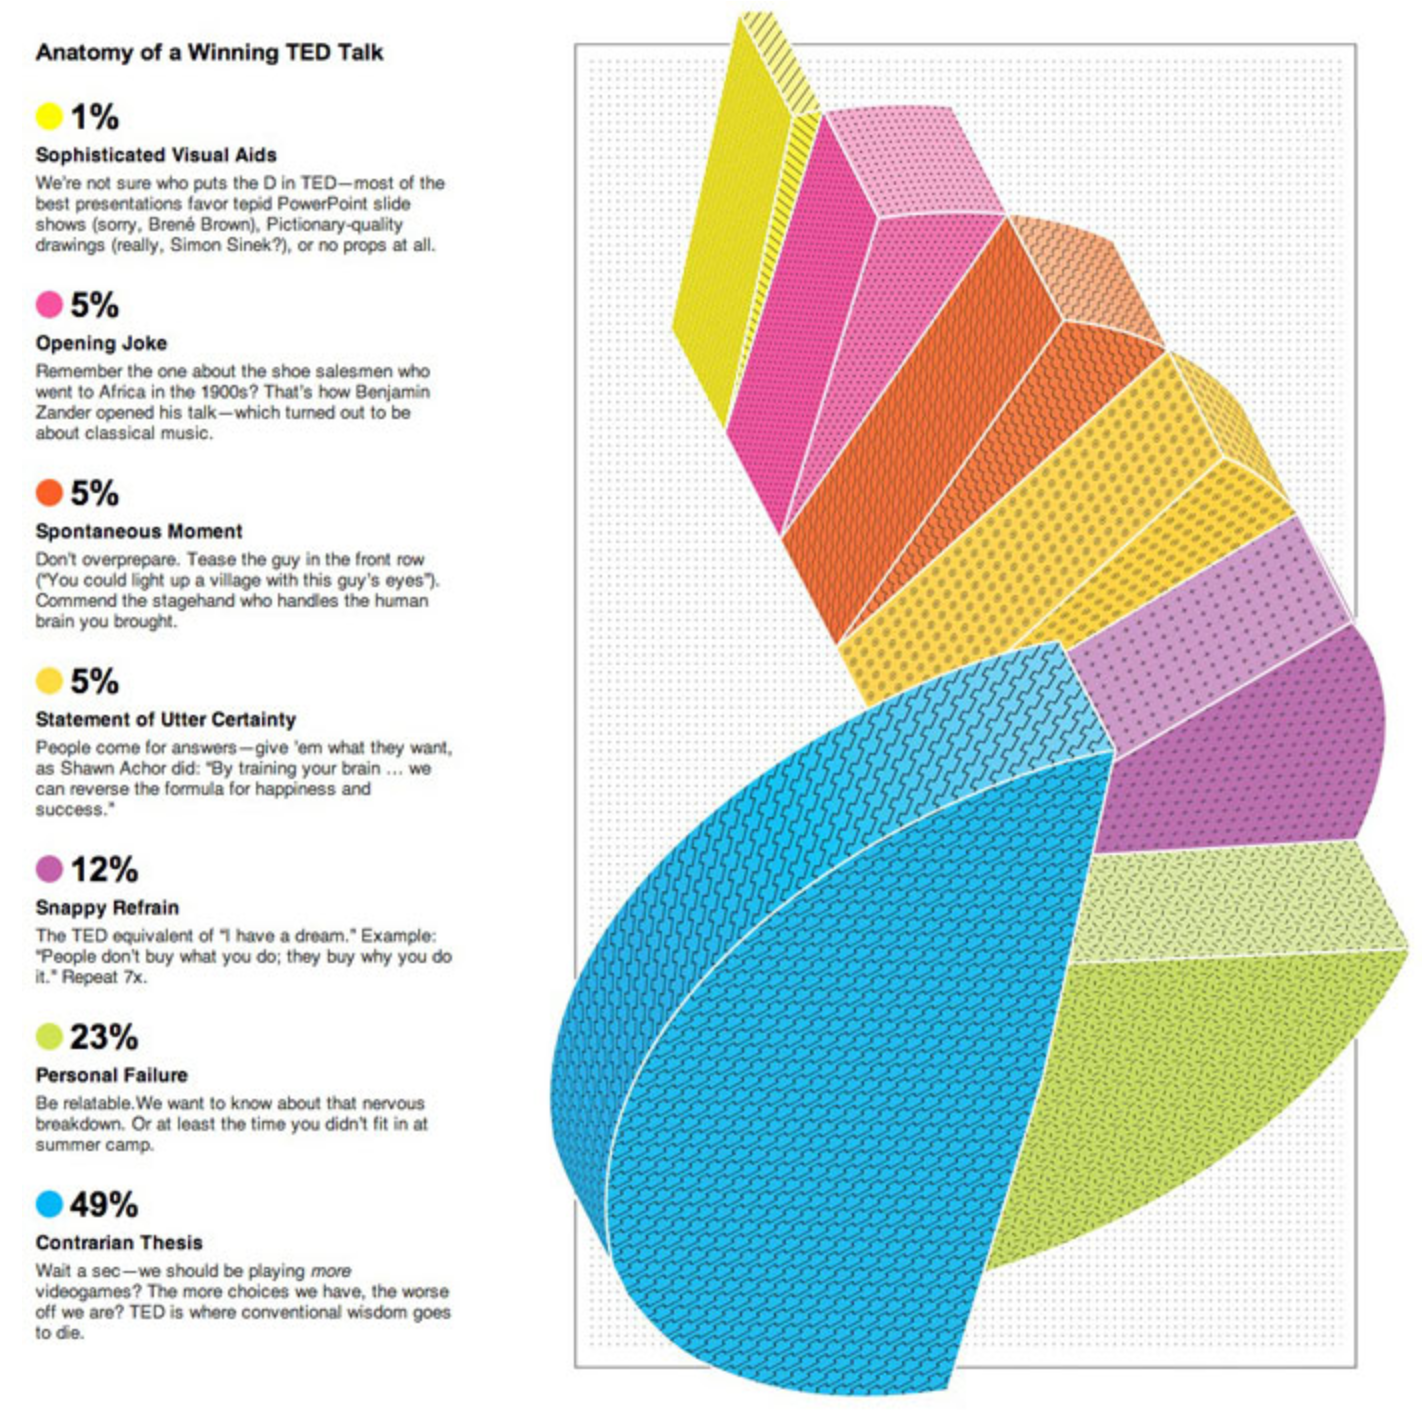 Anatomy of a Winning TED Talk
1%
Sophisticated Visual Aids
We're not sure who puts the D in TED—most of the
best presentations favor tepid PowerPoint slide
shows (sorry, Brené Brown), Pictionary-quality
drawings (really, Simon Sinek?), or no props at all.
5%
Opening Joke
Remember the one about the shoe salesmen who
went to Africa in the 1900s? That's how Benjamin
Zander opened his talk—which turned out to be
about classical music.
5%
Spontaneous Moment
Don't overprepare. Tease the guy in the front row
("You could light up a village with this guy's eyes").
Commend the stagehand who handles the human
brain you brought.
5%
Statement of Utter Certainty
People come for answers—give 'em what they want,
as Shawn Achor did: "By training your brain ... we
can reverse the formula for happiness and
success."
12%
Snappy Refrain
The TED equivalent of "I have a dream." Example:
"People don't buy what you do; they buy why you do
it." Repeat 7x.
23%
Personal Failure
Be relatable.We want to know about that nervous
breakdown. Or at least the time you didn't fit in at
summer camp.
49%
Contrarian Thesis
Wait a sec—we should be playing more
videogames? The more choices we have, the worse
off we are? TED is where conventional wisdom goes
to die.